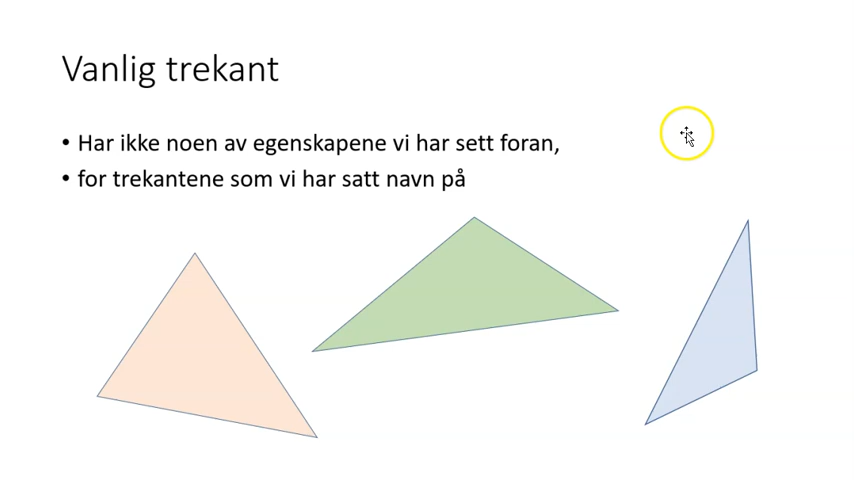 Vanlig trekant
• Har ikke noen av egenskapene vi har sett foran,
• for trekantene som vi har satt navn på